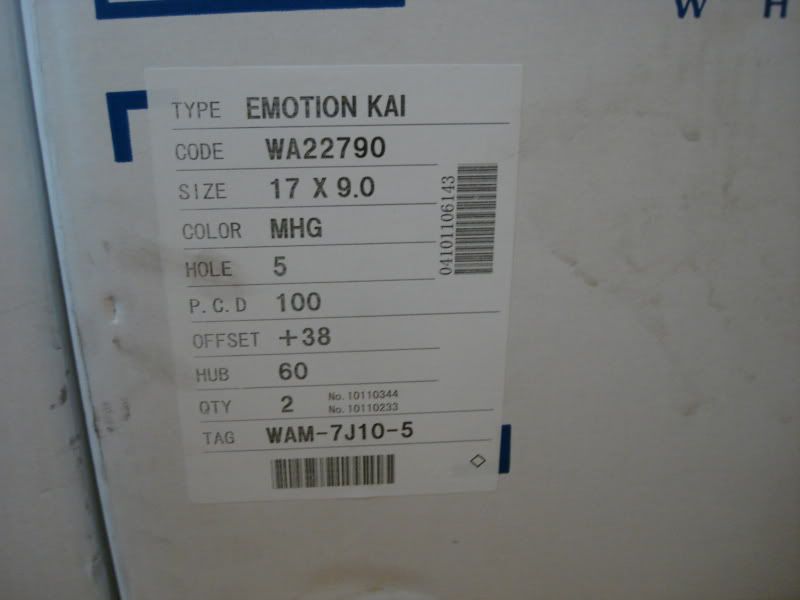 W H
TYPE EMOTION KAI
CODE WA22790
SIZE 17 X 9.0
COLOR MHG
HOLE 5
P.C.D 100
OFFSET +38
HUB 60
QTY 2 No. 10110344
No. 10110233
TAG WAM-7J10-5
04101106143